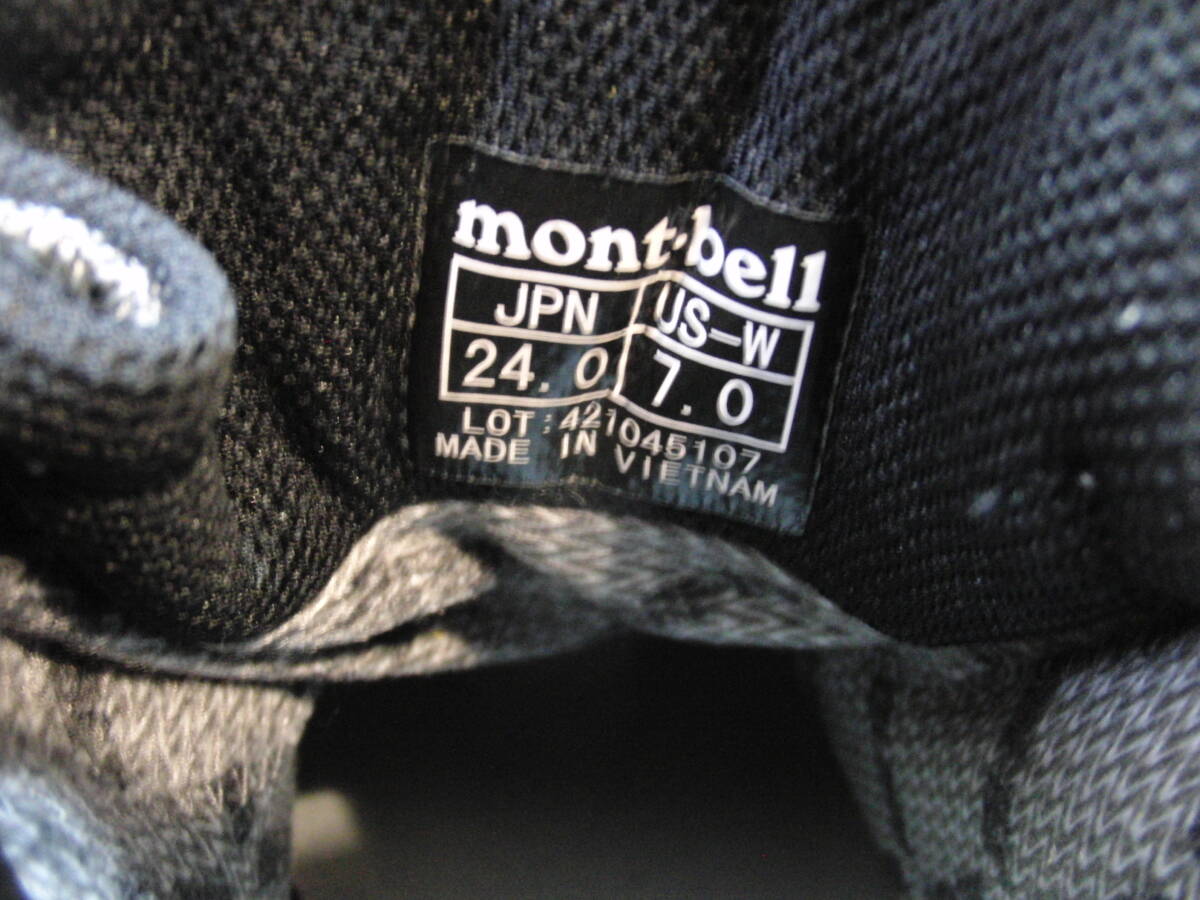 mont-bell
JPN US-W
24.0 7.0
LOT:421045107
MADE IN VIETNAM